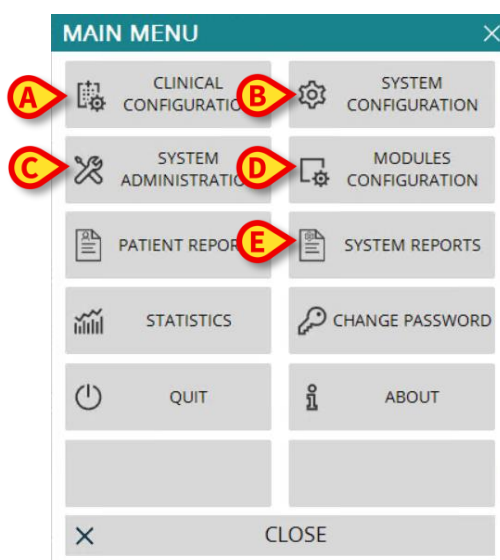 MAIN MENU
A
CLINICAL
CONFIGURATIO
B
SYSTEM
CONFIGURATION
C
SYSTEM
ADMINISTRATIO
D
MODULES
CONFIGURATION
PATIENT REPOR
E
SYSTEM REPORTS
STATISTICS
CHANGE PASSWORD
QUIT
ABOUT
CLOSE